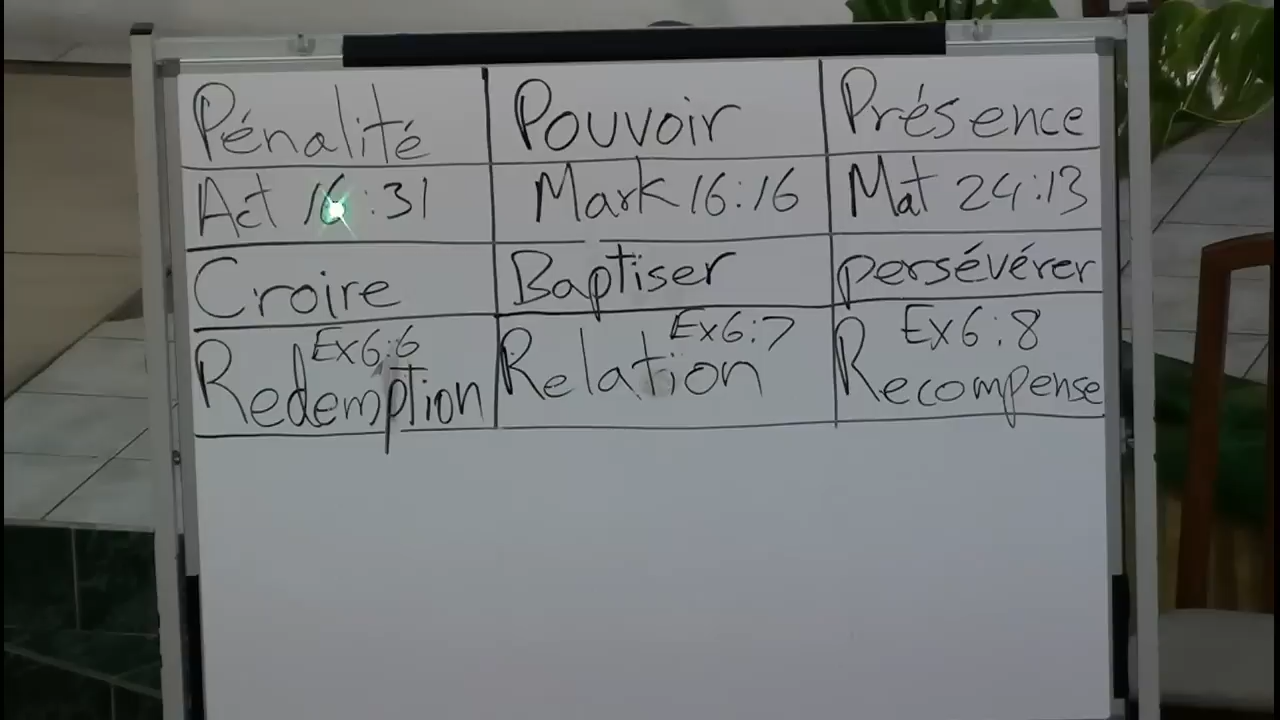 Pénalité Pouvoir Présence
Act 16:31 Mark 16:16 Mat 24:13
Croire Baptiser persévérer
Ex6:6 Ex6:7 Ex6:8
Redemption Relation Recompense